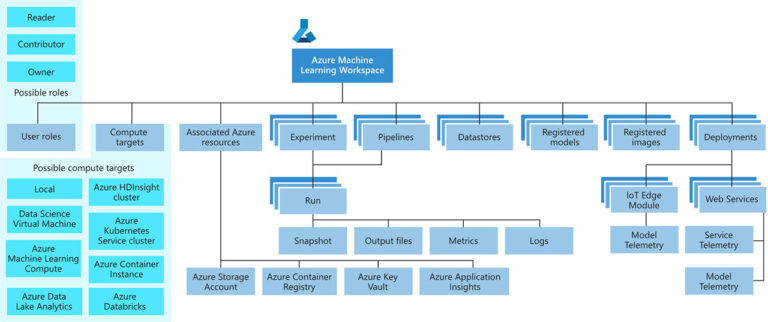 Reader
Contributor
Owner
Possible roles
Azure Machine
Learning Workspace
User roles
Compute
targets
Associated Azure
resources
Experiment
Pipelines
Datastores
Registered
models
Registered
images
Deployments
Possible compute targets
Local
Azure HDInsight
cluster
Data Science
Virtual Machine
Azure
Kubernetes
Service cluster
Azure
Machine Learning
Compute
Azure Container
Instance
Azure Data
Lake Analytics
Azure
Databricks
Run
IoT Edge
Module
Web Services
Snapshot
Output files
Metrics
Logs
Model
Telemetry
Service
Telemetry
Azure Storage
Account
Azure Container
Registry
Azure Key
Vault
Azure Application
Insights
Model
Telemetry